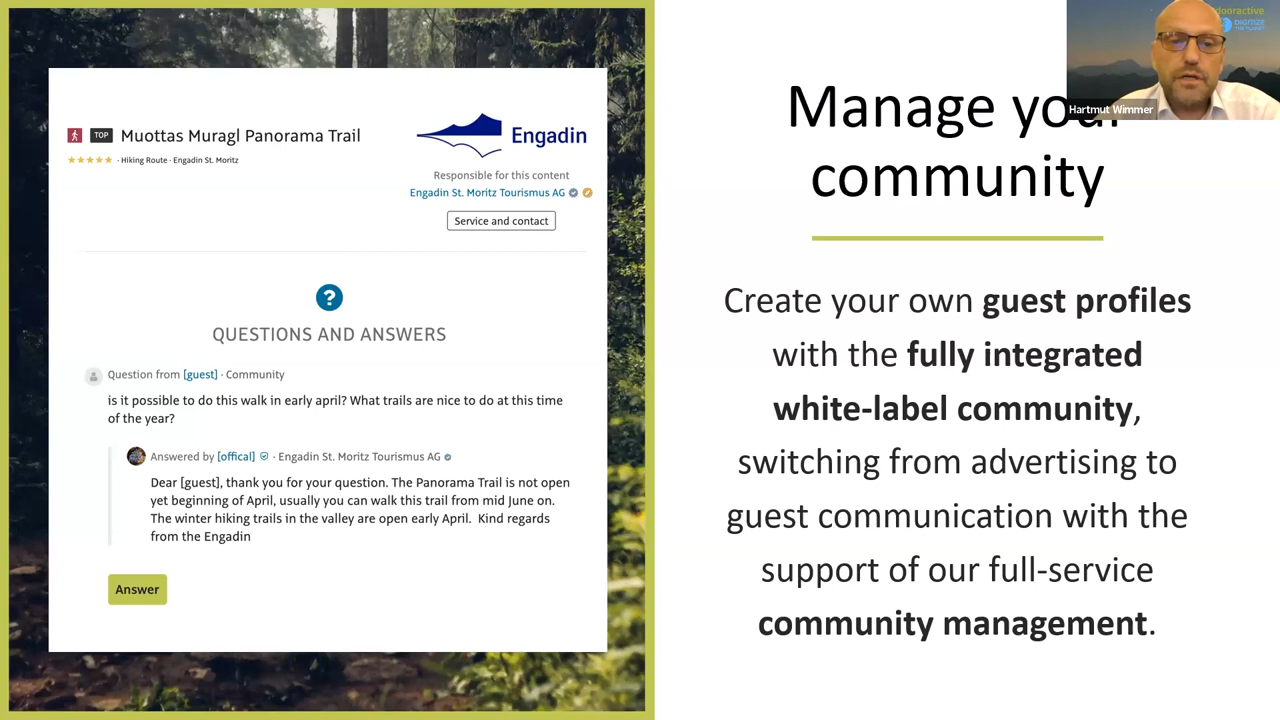 TOP Muottas Muragl Panorama Trail
· Hiking Route · Engadin St. Moritz
Engadin
Responsible for this content
Engadin St. Moritz Tourismus AG
Service and contact
?
QUESTIONS AND ANSWERS
Question from [guest] · Community
is it possible to do this walk in early april? What trails are nice to do at this time
of the year?
Answered by [offical] · Engadin St. Moritz Tourismus AG
Dear [guest], thank you for your question. The Panorama Trail is not open
yet beginning of April, usually you can walk this trail from mid June on.
The winter hiking trails in the valley are open early April. Kind regards
from the Engadin
Answer
Manage your
community
Create your own guest profiles
with the fully integrated
white-label community,
switching from advertising to
guest communication with the
support of our full-service
community management.
dooractive
DIGITIZE
THE PLANET
Hartmut Wimmer